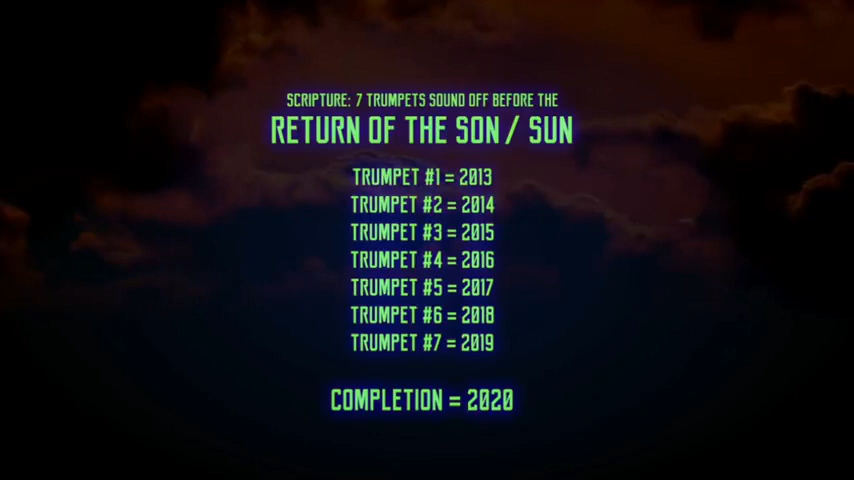 SCRIPTURE: 7 TRUMPETS SOUND OFF BEFORE THE
RETURN OF THE SON / SUN
TRUMPET #1 = 2013
TRUMPET #2 = 2014
TRUMPET #3 = 2015
TRUMPET #4 = 2016
TRUMPET #5 = 2017
TRUMPET #6 = 2018
TRUMPET #7 = 2019
COMPLETION = 2020